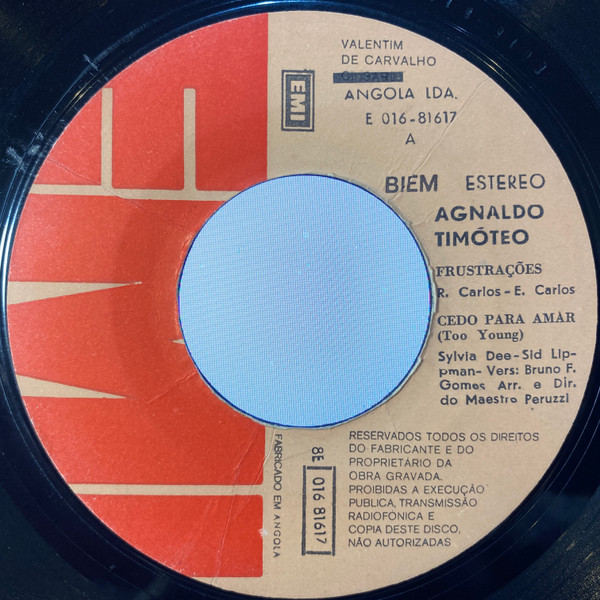 VALENTIM
DE CARVALHO
ANGOLA LDA.
EMI
E 016-81617
A
BIEM ESTEREO
AGNALDO
TIMÓTEO
FRUSTRAÇÕES
R. Carlos - E. Carlos
CEDO PARA AMAR
(Too Young)
Sylvia Dee - Sid Lip-
pman- Vers: Bruno F.
Gomes Arr. e Dir.
do Maestro Peruzzi
RESERVADOS TODOS OS DIREITOS
DO FABRICANTE E DO
PROPRIETÁRIO DA
OBRA GRAVADA.
PROIBIDAS A EXECUÇÃO
PUBLICA, TRANSMISSÃO
RADIOFÓNICA E
COPIA DESTE DISCO,
NÃO AUTORIZADAS
8E 016 81617
FABRICADO EM ANGOLA
EMI